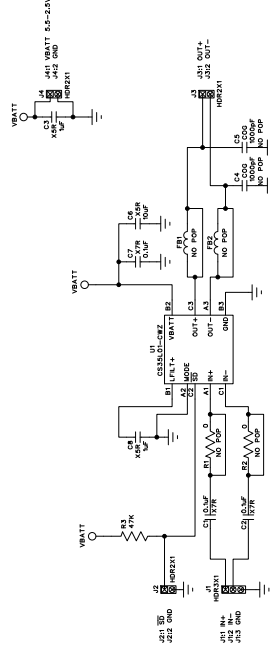 J4:1 VBATT 5.5-2.5V
J4:2 GND
J4
HDR2X1
VBATT
C3
X5R
1uF
J3:1 OUT+
J3:2 OUT-
J3
HDR2X1
C5
COG
1000pF
NO POP
C4
COG
1000pF
NO POP
VBATT
C6
X5R
10uF
C7
X7R
0.1uF
FB1
NO POP
FB2
NO POP
B2
C3
A3
B3
VBATT
OUT+
OUT-
GND
U1
CS35L01-CWZ
LFILT+
MODE
SD
IN+
IN-
B1
A2
C2
A1
C1
C8
X5R
1uF
R1
0
NO POP
R2
0
NO POP
VBATT
R3
47K
C1
0.1uF
X7R
C2
0.1uF
X7R
J2
HDR2X1
J1
HDR3X1
J2:1 SD
J2:2 GND
J1:1 IN+
J1:2 IN-
J1:3 GND